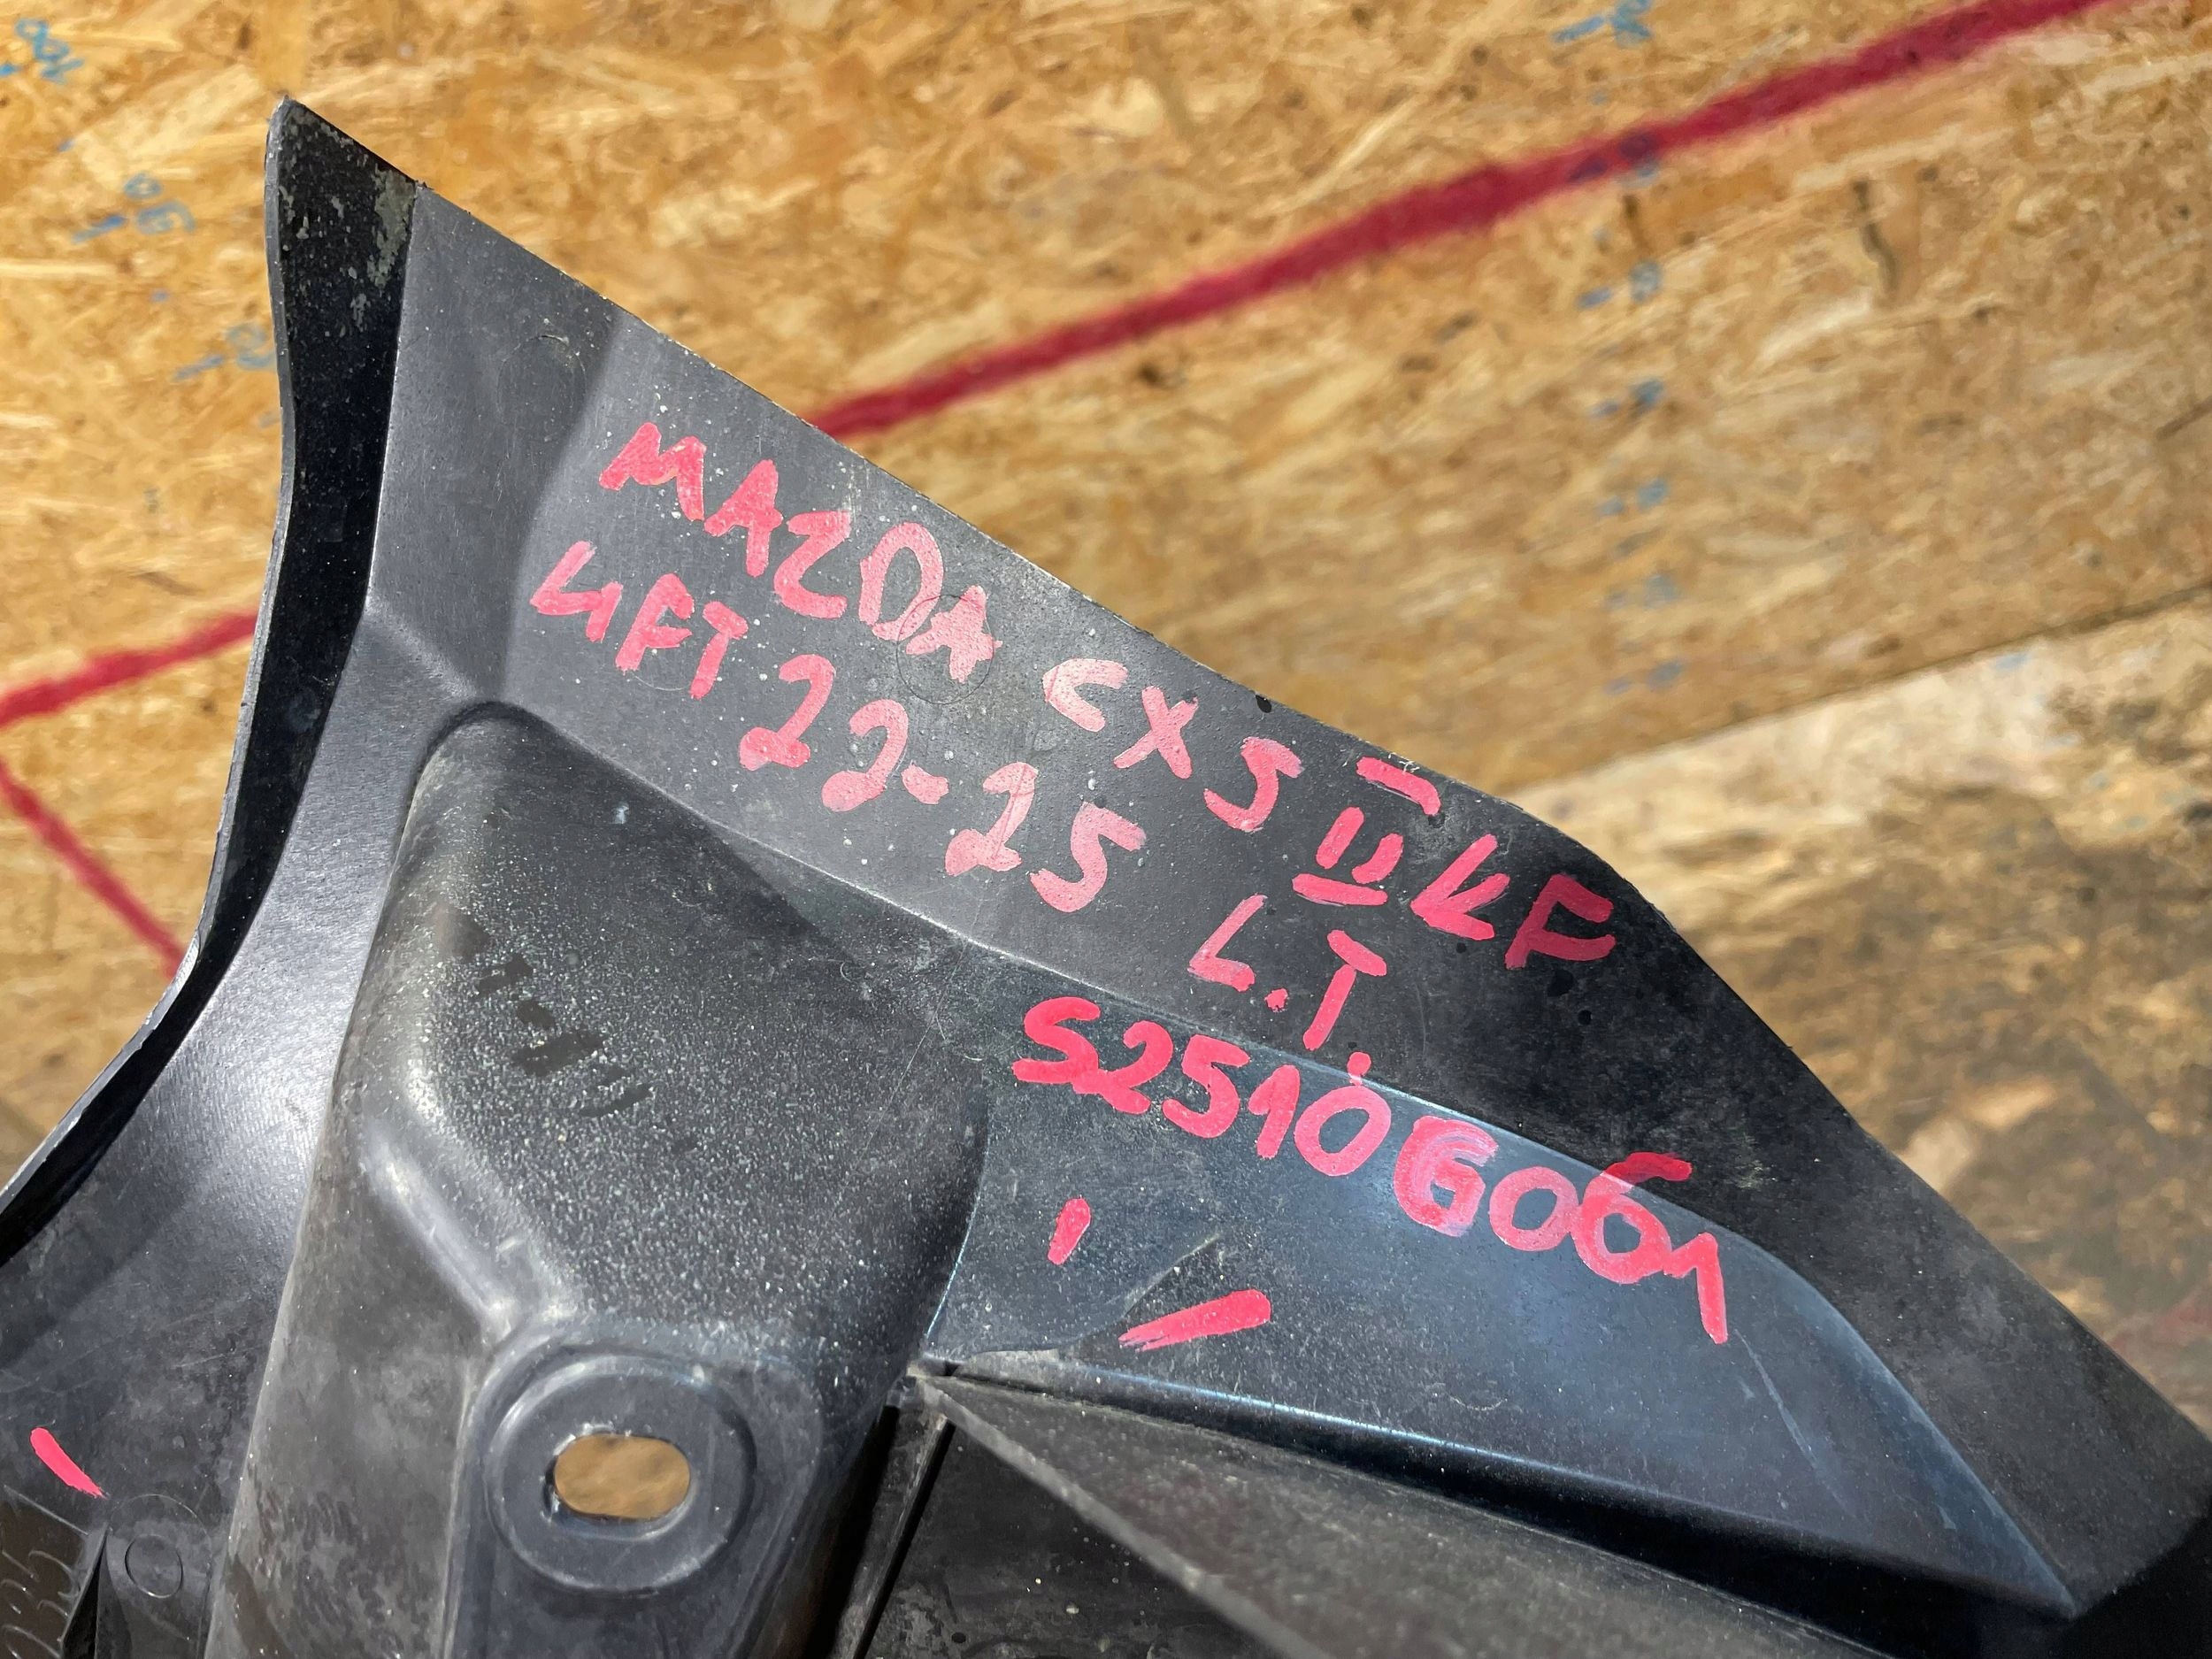 MAZDA CX5 II KF
LIFT 22-25 L.T.
S2510G061